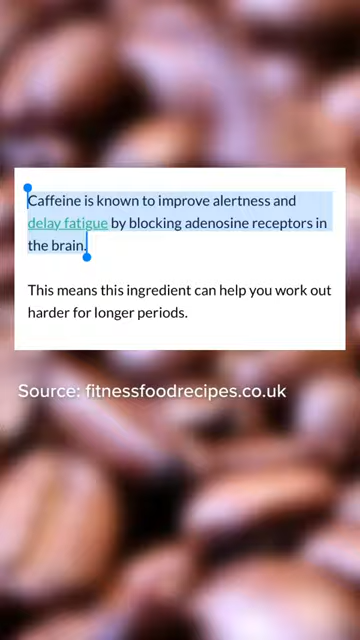 Caffeine is known to improve alertness and
delay fatigue by blocking adenosine receptors in
the brain.
This means this ingredient can help you work out
harder for longer periods.
Source: fitnessfoodrecipes.co.uk